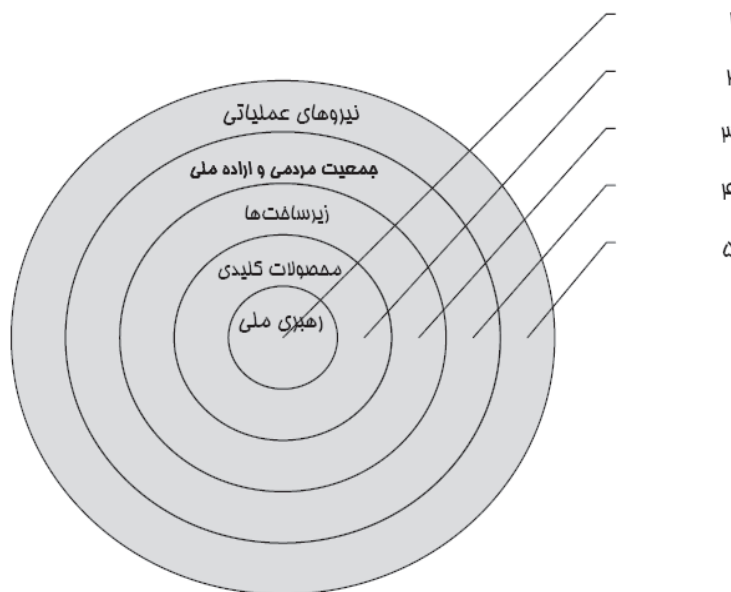 ۱
۲
۳
۴
۵
نیروهای عملیاتی
جمعیت مردمی و اراده ملی
زیرساخت‌ها
محصولات کلیدی
رهبری ملی